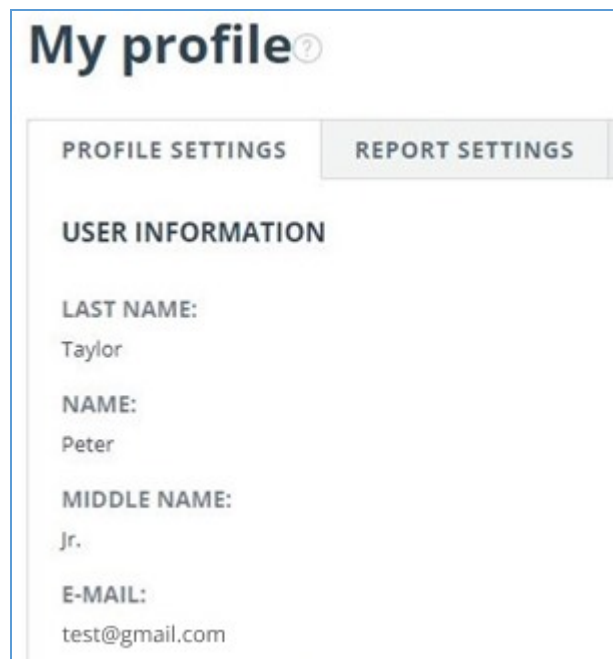 My profile ?
PROFILE SETTINGS REPORT SETTINGS
USER INFORMATION
LAST NAME:
Taylor
NAME:
Peter
MIDDLE NAME:
Jr.
E-MAIL:
test@gmail.com